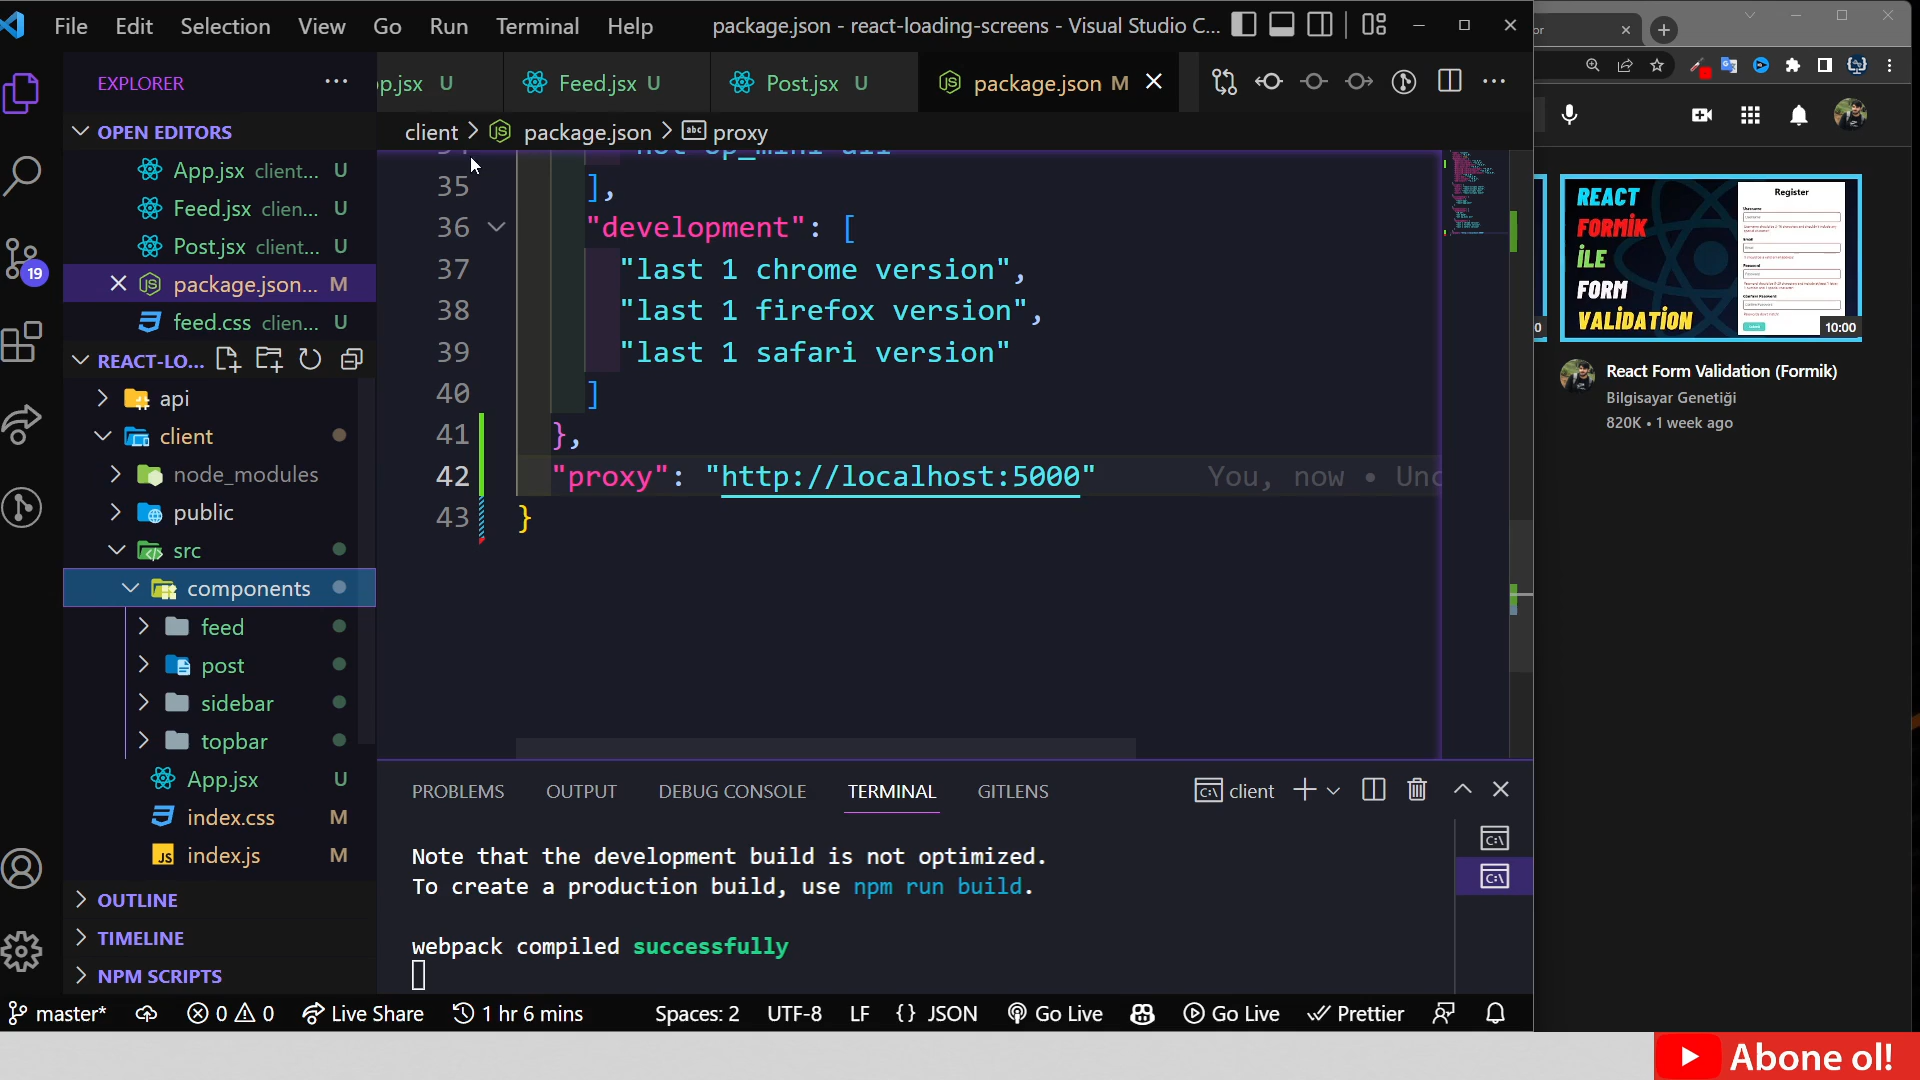 File Edit Selection View Go Run Terminal Help
package.json - react-loading-screens - Visual Studio C...
EXPLORER
p.jsx U
Feed.jsx U
Post.jsx U
package.json M
client > package.json > proxy
OPEN EDITORS
App.jsx client... U
Feed.jsx clien... U
Post.jsx client... U
package.json... M
feed.css clien... U
REACT-LO...
api
client
node_modules
public
src
components
feed
post
sidebar
topbar
App.jsx U
index.css M
index.js M
OUTLINE
TIMELINE
NPM SCRIPTS
19
35 ],
36 "development": [
37 "last 1 chrome version",
38 "last 1 firefox version",
39 "last 1 safari version"
40 ]
41 },
42 "proxy": "http://localhost:5000" You, now • Unc
43 }
PROBLEMS OUTPUT DEBUG CONSOLE TERMINAL GITLENS
client
Note that the development build is not optimized.
To create a production build, use npm run build.
webpack compiled successfully
master* 0 0 Live Share 1 hr 6 mins Spaces: 2 UTF-8 LF {} JSON Go Live Go Live Prettier
REACT
FORMİK
İLE
FORM
VALİDATİON
Register
10:00
React Form Validation (Formik)
Bilgisayar Genetiği
820K • 1 week ago
Abone ol!